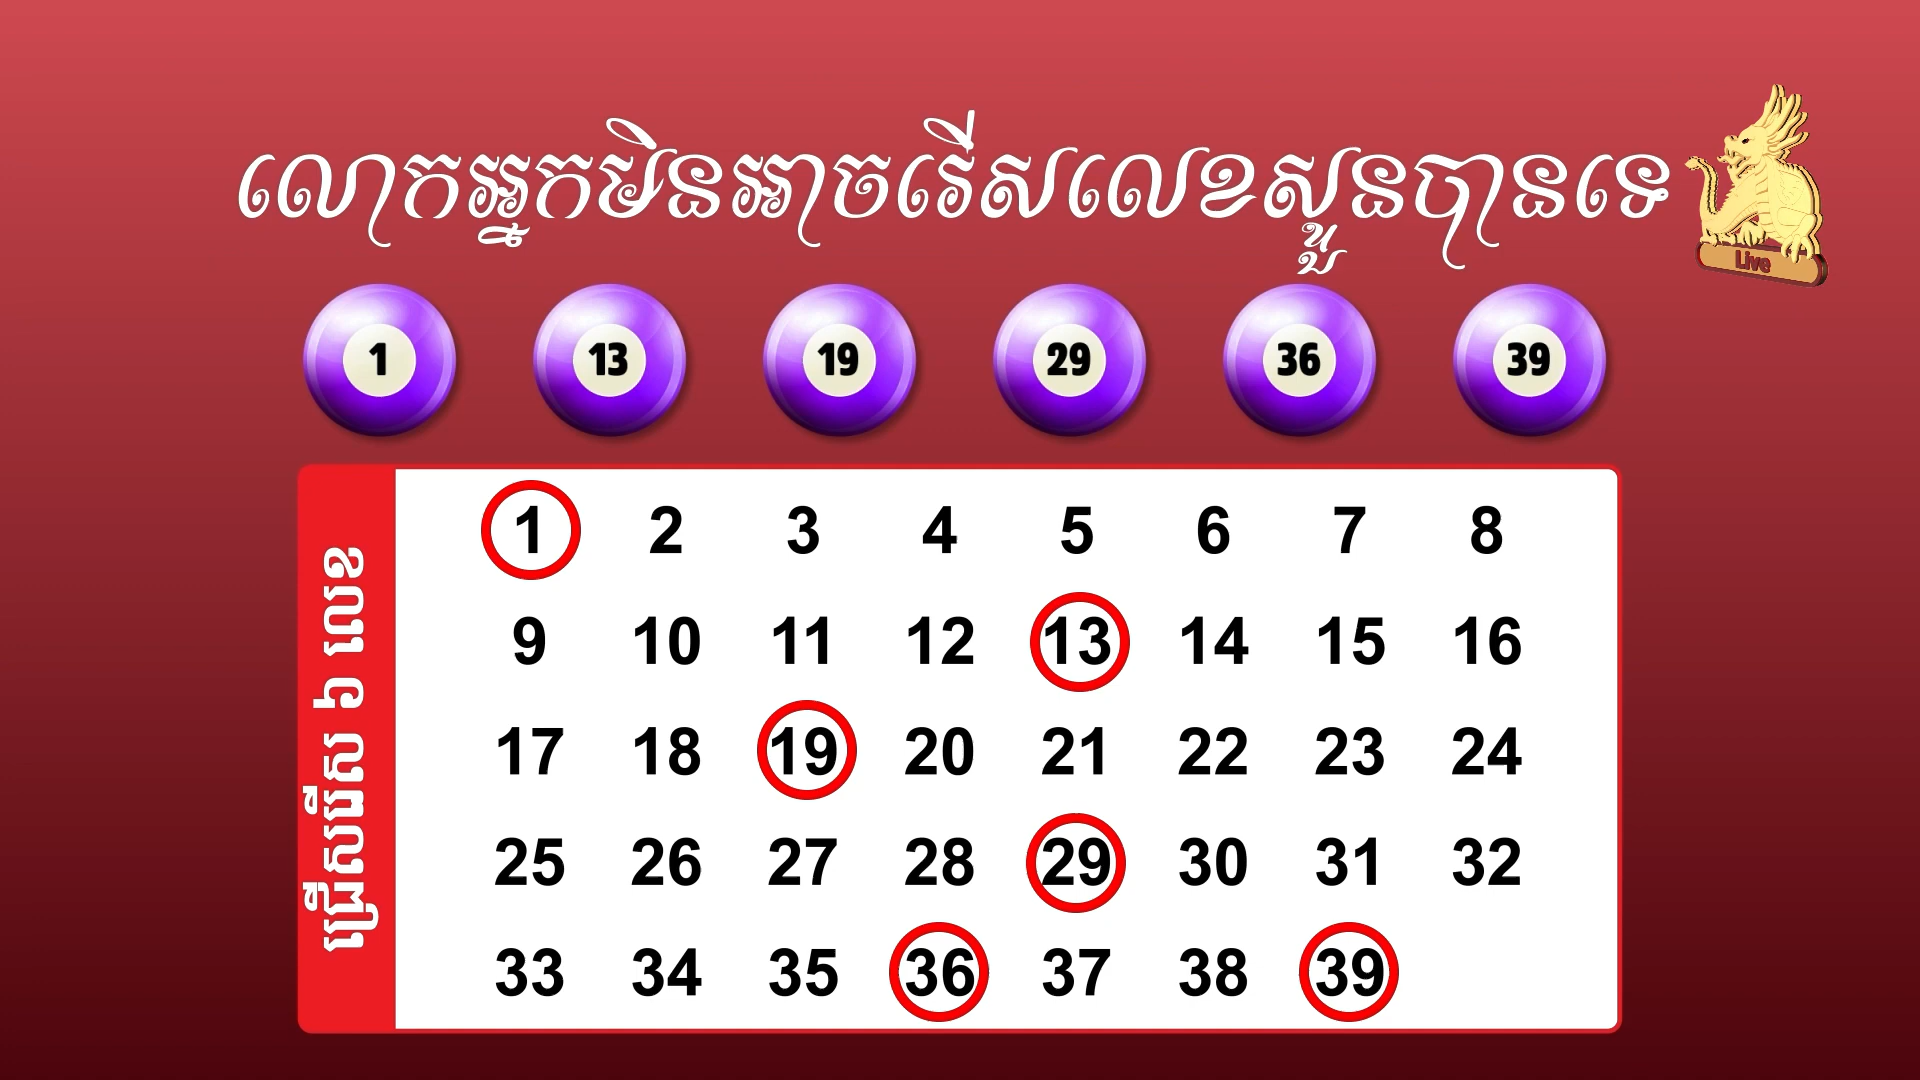 លោកអ្នកមិនអាចរើសលេខសូនបានទេ
Live
1 13 19 29 36 39
ជ្រើសរើស ៦ លេខ
1 2 3 4 5 6 7 8
9 10 11 12 13 14 15 16
17 18 19 20 21 22 23 24
25 26 27 28 29 30 31 32
33 34 35 36 37 38 39